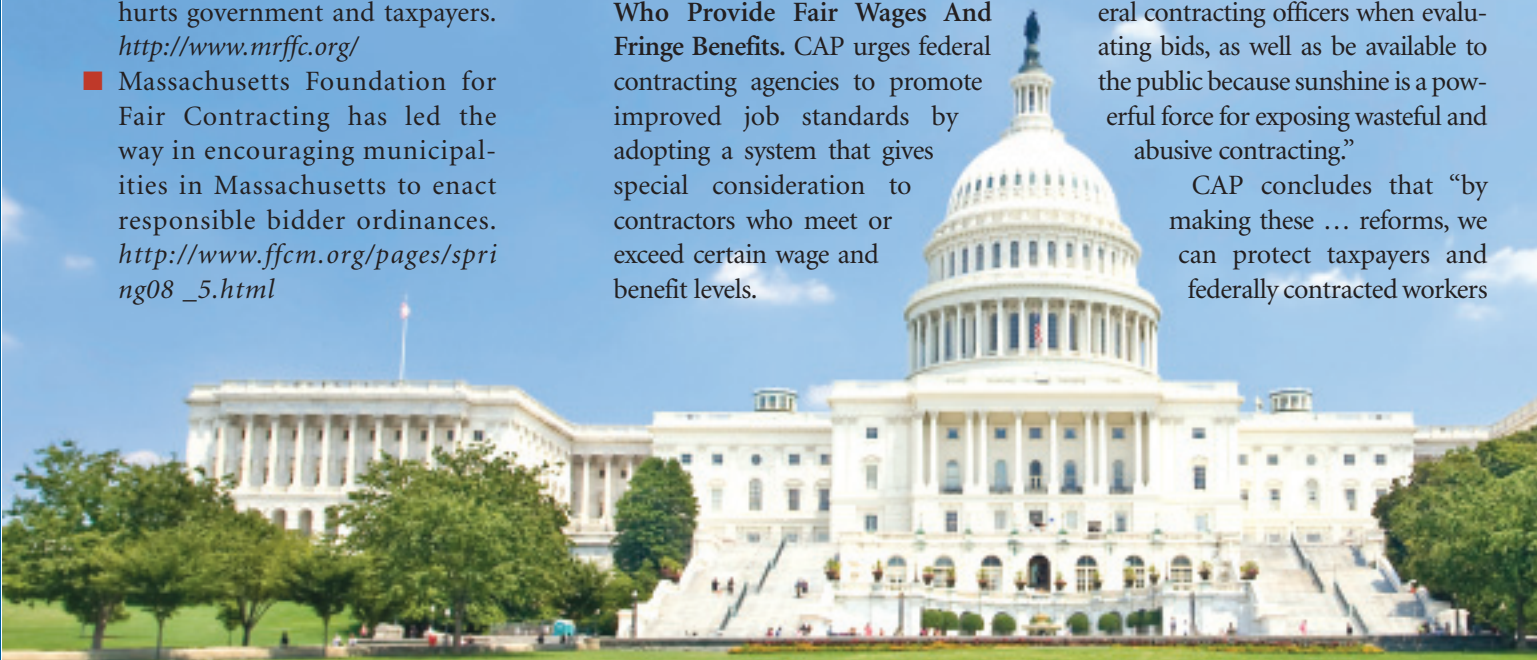 hurts government and taxpayers.
http://www.mrffc.org/
■ Massachusetts Foundation for
Fair Contracting has led the
way in encouraging municipal-
ities in Massachusetts to enact
responsible bidder ordinances.
http://www.ffcm.org/pages/spri
ng08 _5.html
Who Provide Fair Wages And
Fringe Benefits. CAP urges federal
contracting agencies to promote
improved job standards by
adopting a system that gives
special consideration to
contractors who meet or
exceed certain wage and
benefit levels.
eral contracting officers when evalu-
ating bids, as well as be available to
the public because sunshine is a pow-
erful force for exposing wasteful and
abusive contracting.”
CAP concludes that “by
making these … reforms, we
can protect taxpayers and
federally contracted workers